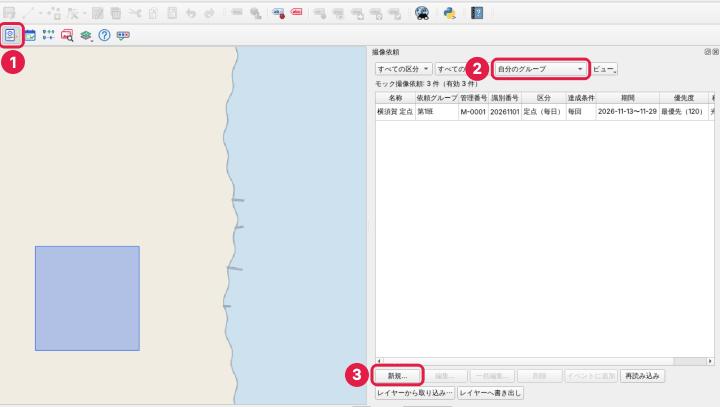 1
撮像依頼
すべての区分
すべての
2
自分のグループ
ビュー
モック撮像依頼: 3 件（有効 3 件）
名称 依頼グループ 管理番号 識別番号 区分 達成条件 期間 優先度
横須賀 定点 第1班 M-0001 20261101 定点（毎日） 毎回 2026-11-13～11-29 最優先（120）
3
新規...
編集...
一括編集...
削除
イベントに追加
再読み込み
レイヤーから取り込み…
レイヤーへ書き出し